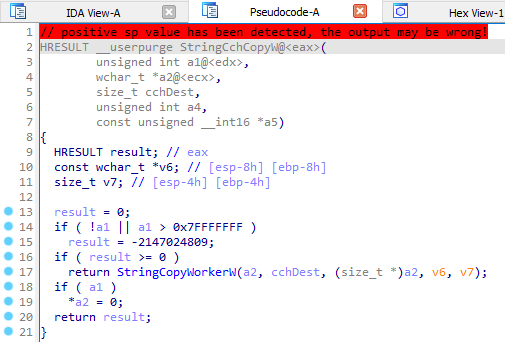 IDA View-A Pseudocode-A Hex View-1
1 // positive sp value has been detected, the output may be wrong!
2 HRESULT __userpurge StringCchCopyW@<eax>(
3 unsigned int a1@<edx>,
4 wchar_t *a2@<ecx>,
5 size_t cchDest,
6 unsigned int a4,
7 const unsigned __int16 *a5)
8 {
9 HRESULT result; // eax
10 const wchar_t *v6; // [esp-8h] [ebp-8h]
11 size_t v7; // [esp-4h] [ebp-4h]
12
13 result = 0;
14 if ( !a1 || a1 > 0x7FFFFFFF )
15 result = -2147024809;
16 if ( result >= 0 )
17 return StringCopyWorkerW(a2, cchDest, (size_t *)a2, v6, v7);
18 if ( a1 )
19 *a2 = 0;
20 return result;
21 }